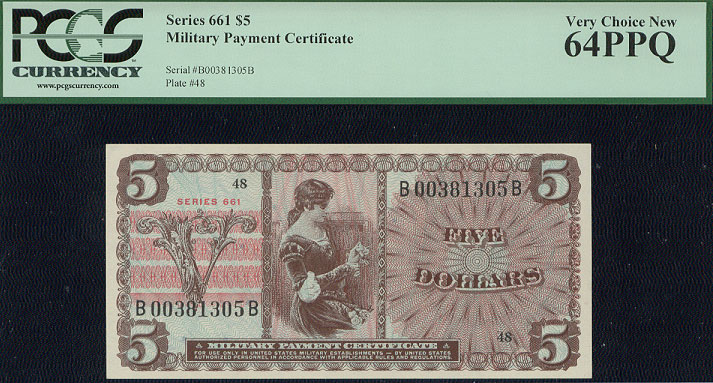 PCGS
CURRENCY
www.pcgscurrency.com
Series 661 $5
Military Payment Certificate
Serial #B00381305B
Plate #48
Very Choice New
64PPQ
5
48
SERIES 661
V
B00381305B
5
5
B00381305B
FIVE
DOLLARS
48
5
MILITARY PAYMENT CERTIFICATE
FOR USE ONLY IN UNITED STATES MILITARY ESTABLISHMENTS — BY UNITED STATES
AUTHORIZED PERSONNEL IN ACCORDANCE WITH APPLICABLE RULES AND REGULATIONS.